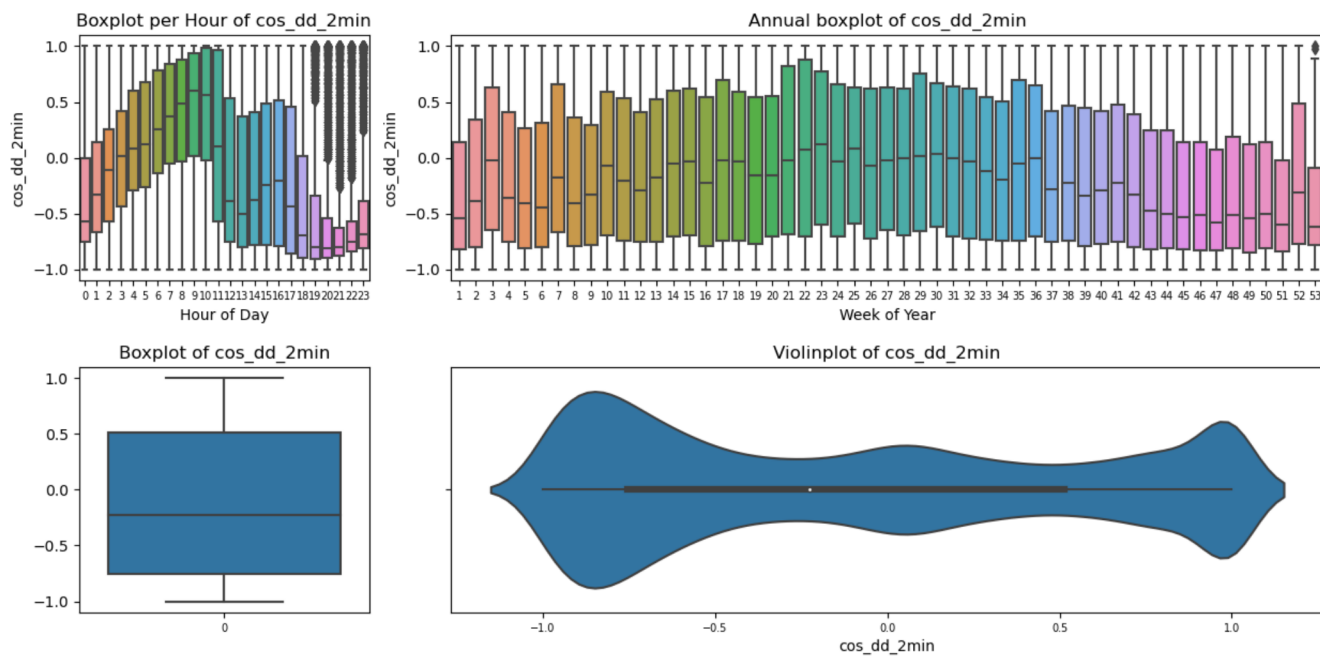 Boxplot per Hour of cos_dd_2min
cos_dd_2min
1.0
0.5
0.0
−0.5
−1.0
0 1 2 3 4 5 6 7 8 9 10 11 12 13 14 15 16 17 18 19 20 21 22 23
Hour of Day
Annual boxplot of cos_dd_2min
cos_dd_2min
1.0
0.5
0.0
−0.5
−1.0
1 2 3 4 5 6 7 8 9 10 11 12 13 14 15 16 17 18 19 20 21 22 23 24 25 26 27 28 29 30 31 32 33 34 35 36 37 38 39 40 41 42 43 44 45 46 47 48 49 50 51 52 53
Week of Year
Boxplot of cos_dd_2min
1.0
0.5
0.0
−0.5
−1.0
0
Violinplot of cos_dd_2min
−1.0 −0.5 0.0 0.5 1.0
cos_dd_2min